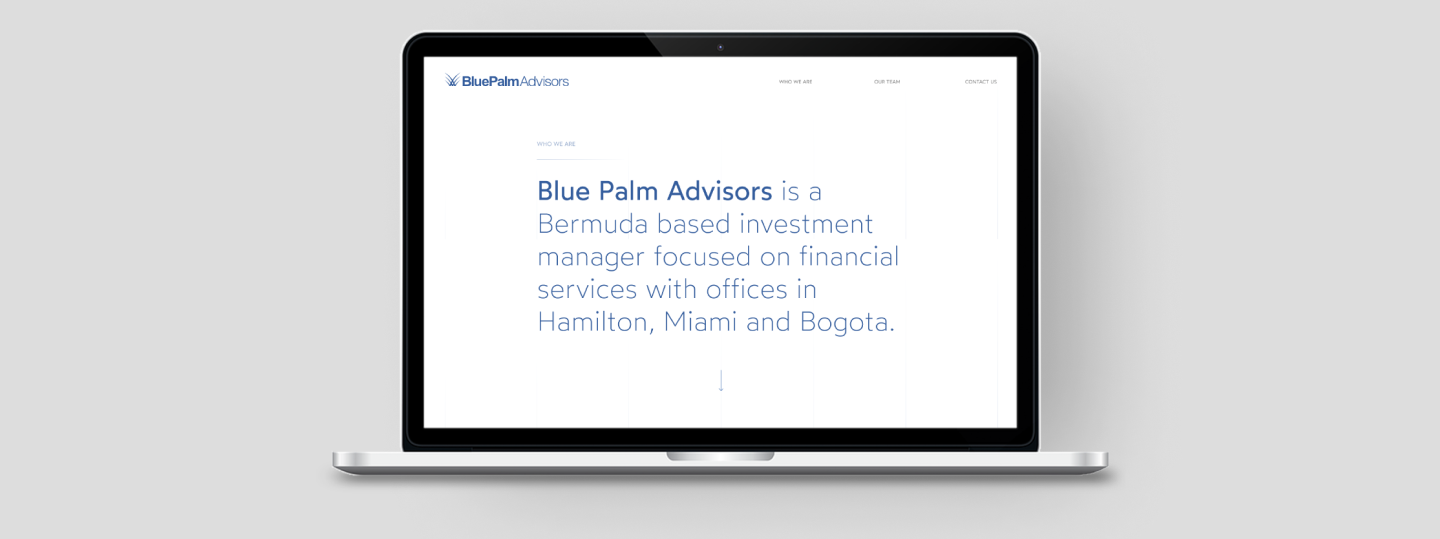 BluePalmAdvisors
WHO WE ARE
OUR TEAM
CONTACT US
WHO WE ARE
Blue Palm Advisors is a
Bermuda based investment
manager focused on financial
services with offices in
Hamilton, Miami and Bogota.